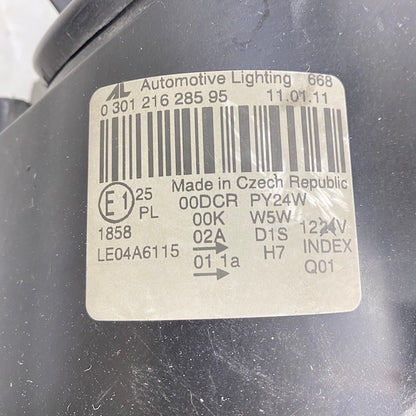 AL Automotive Lighting 668
0 301 216 285 95 11.01.11
Made in Czech Republic
E1 25 00DCR PY24W
PL 00K W5W
1858 02A D1S
LE04A6115 01 1a H7 INDEX
Q01